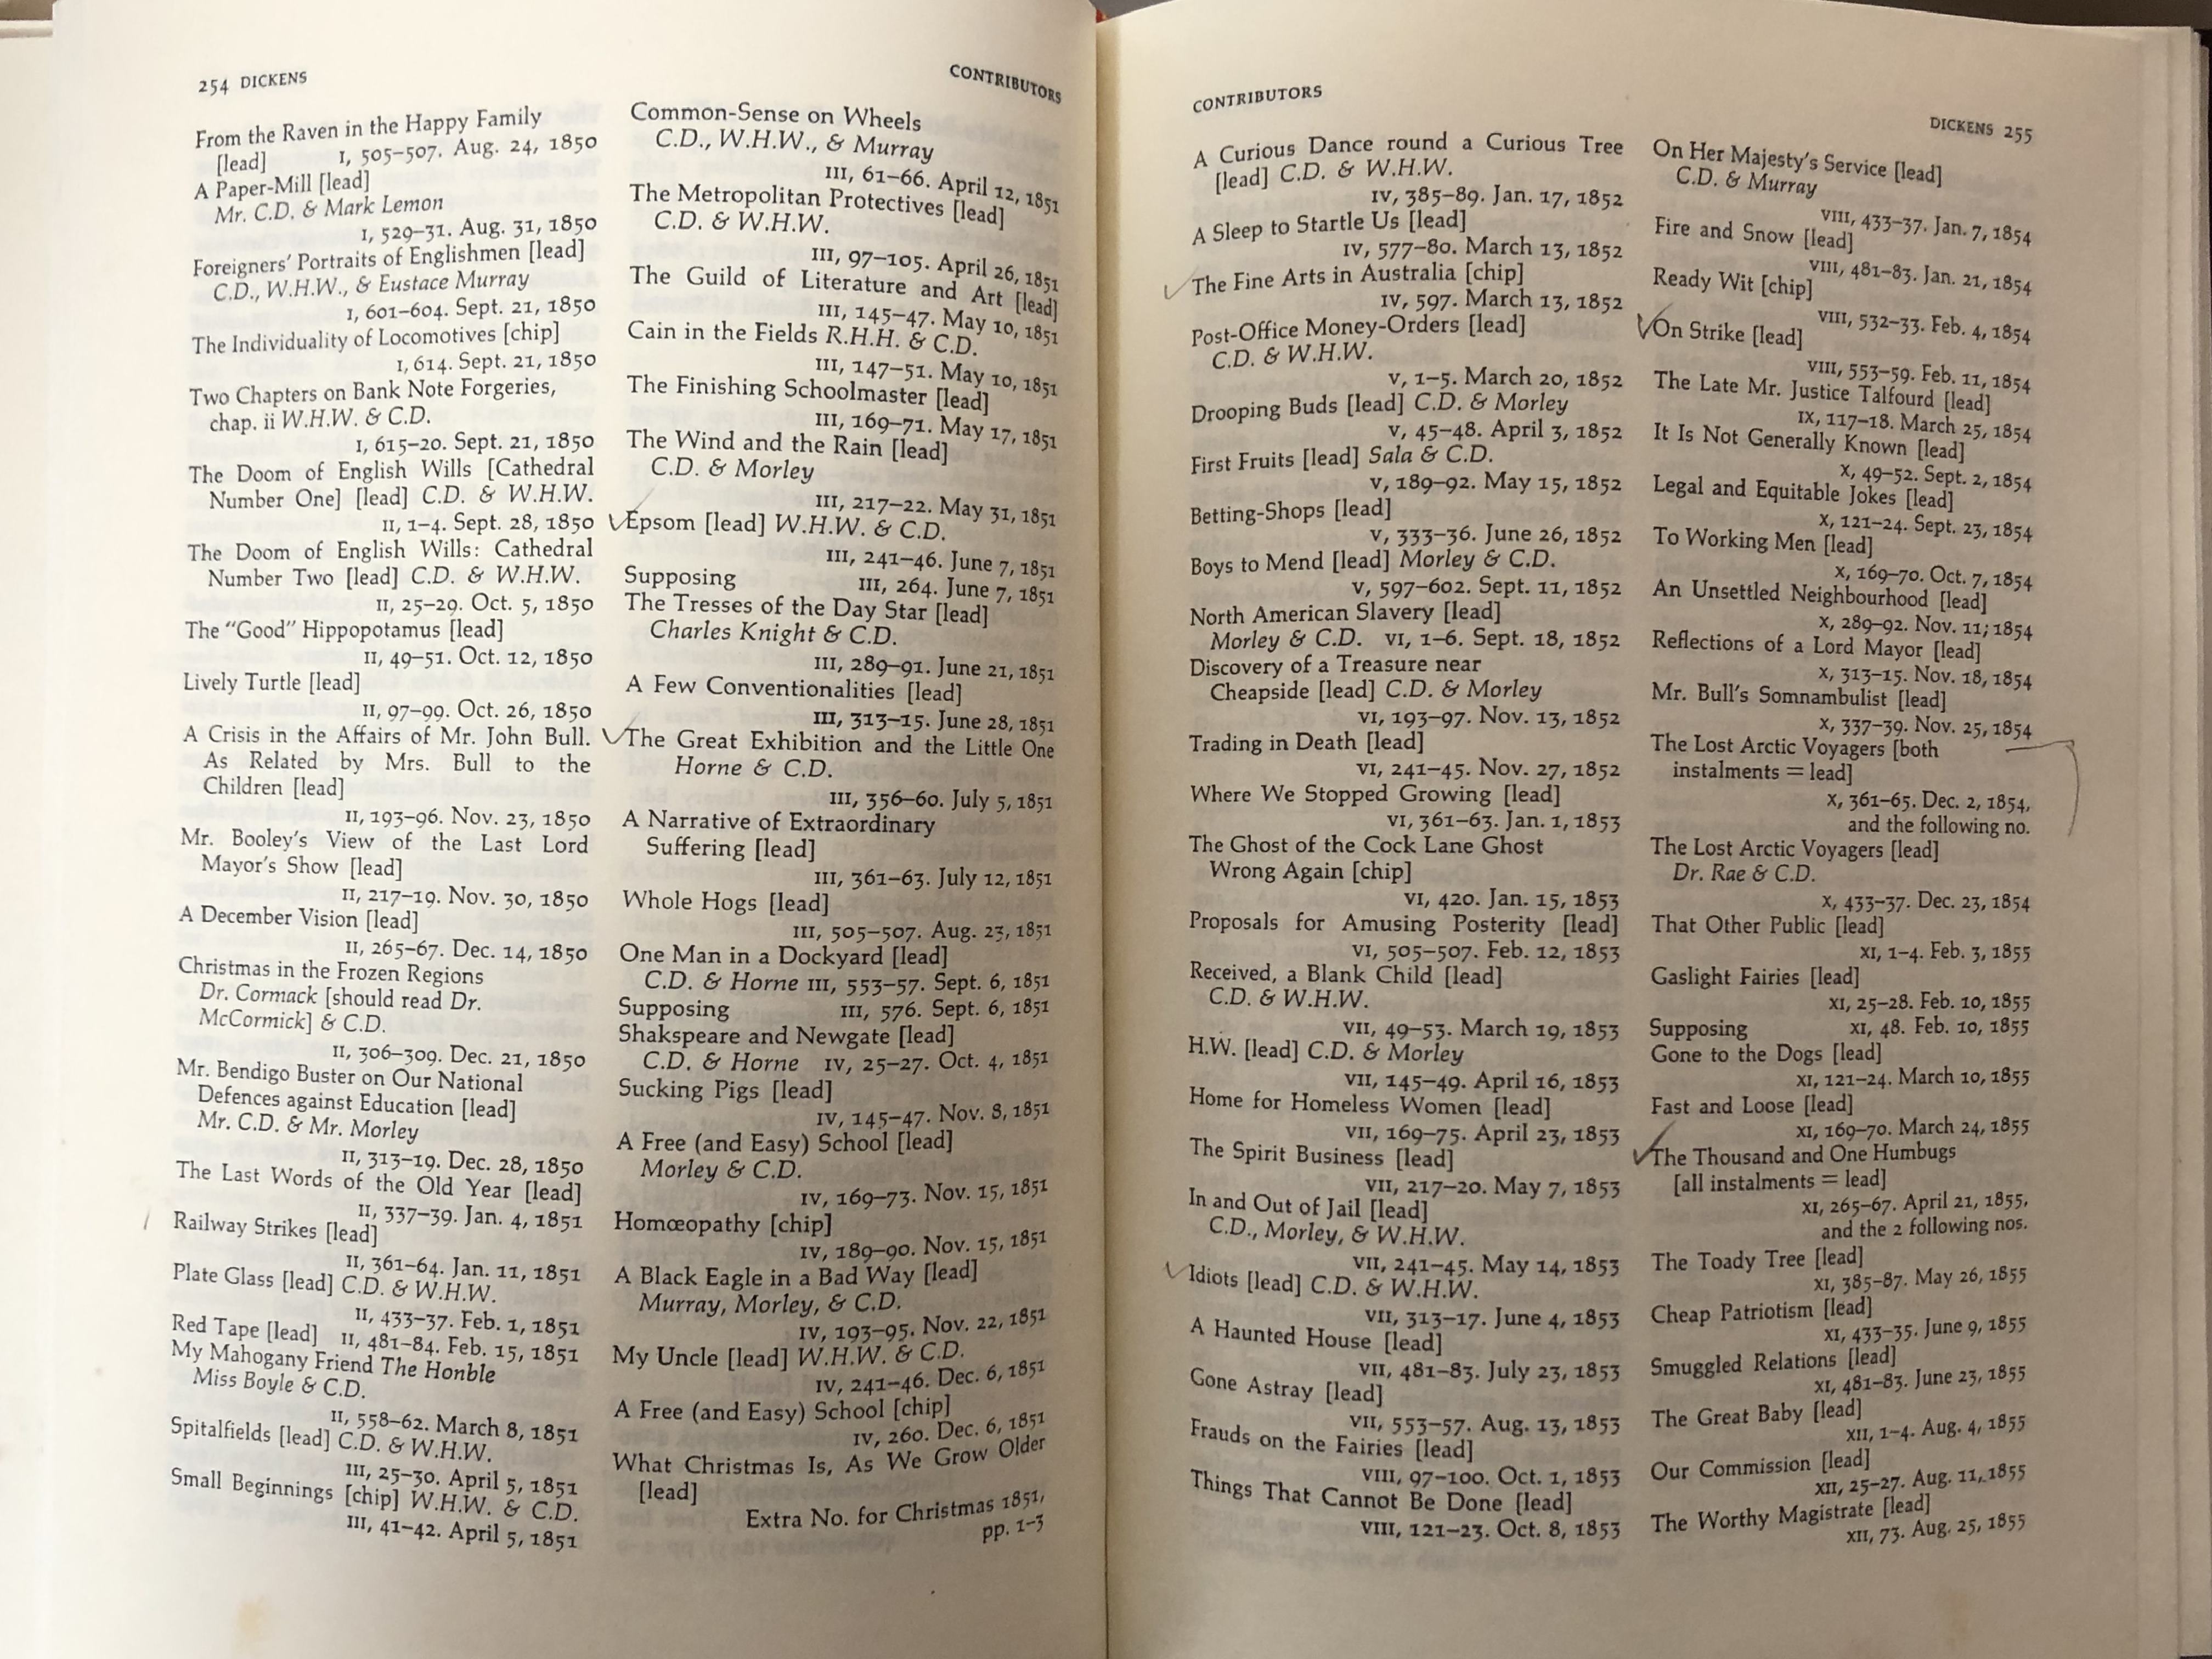 254 DICKENS
CONTRIBUTORS
From the Raven in the Happy Family
[lead] I, 505–507. Aug. 24, 1850
A Paper-Mill [lead]
Mr. C.D. & Mark Lemon
I, 529–31. Aug. 31, 1850
Foreigners' Portraits of Englishmen [lead]
C.D., W.H.W., & Eustace Murray
I, 601–604. Sept. 21, 1850
The Individuality of Locomotives [chip]
I, 614. Sept. 21, 1850
Two Chapters on Bank Note Forgeries,
chap. ii W.H.W. & C.D.
I, 615–20. Sept. 21, 1850
The Doom of English Wills [Cathedral
Number One] [lead] C.D. & W.H.W.
II, 1–4. Sept. 28, 1850
The Doom of English Wills: Cathedral
Number Two [lead] C.D. & W.H.W.
II, 25–29. Oct. 5, 1850
The "Good" Hippopotamus [lead]
II, 49–51. Oct. 12, 1850
Lively Turtle [lead]
II, 97–99. Oct. 26, 1850
A Crisis in the Affairs of Mr. John Bull.
As Related by Mrs. Bull to the
Children [lead]
II, 193–96. Nov. 23, 1850
Mr. Booley's View of the Last Lord
Mayor's Show [lead]
II, 217–19. Nov. 30, 1850
A December Vision [lead]
II, 265–67. Dec. 14, 1850
Christmas in the Frozen Regions
Dr. Cormack [should read Dr.
McCormick] & C.D.
II, 306–309. Dec. 21, 1850
Mr. Bendigo Buster on Our National
Defences against Education [lead]
Mr. C.D. & Mr. Morley
II, 313–19. Dec. 28, 1850
The Last Words of the Old Year [lead]
II, 337–39. Jan. 4, 1851
Railway Strikes [lead]
II, 361–64. Jan. 11, 1851
Plate Glass [lead] C.D. & W.H.W.
II, 433–37. Feb. 1, 1851
Red Tape [lead] II, 481–84. Feb. 15, 1851
My Mahogany Friend The Honble
Miss Boyle & C.D.
II, 558–62. March 8, 1851
Spitalfields [lead] C.D. & W.H.W.
III, 25–30. April 5, 1851
Small Beginnings [chip] W.H.W. & C.D.
III, 41–42. April 5, 1851
Common-Sense on Wheels
C.D., W.H.W., & Murray
III, 61–66. April 12, 1851
The Metropolitan Protectives [lead]
C.D. & W.H.W.
III, 97–105. April 26, 1851
The Guild of Literature and Art [lead]
III, 145–47. May 10, 1851
Cain in the Fields R.H.H. & C.D.
III, 147–51. May 10, 1851
The Finishing Schoolmaster [lead]
III, 169–71. May 17, 1851
The Wind and the Rain [lead]
C.D. & Morley
III, 217–22. May 31, 1851
Epsom [lead] W.H.W. & C.D.
III, 241–46. June 7, 1851
Supposing III, 264. June 7, 1851
The Tresses of the Day Star [lead]
Charles Knight & C.D.
III, 289–91. June 21, 1851
A Few Conventionalities [lead]
III, 313–15. June 28, 1851
The Great Exhibition and the Little One
Horne & C.D.
III, 356–60. July 5, 1851
A Narrative of Extraordinary
Suffering [lead]
III, 361–63. July 12, 1851
Whole Hogs [lead]
III, 505–507. Aug. 23, 1851
One Man in a Dockyard [lead]
C.D. & Horne III, 553–57. Sept. 6, 1851
Supposing III, 576. Sept. 6, 1851
Shakspeare and Newgate [lead]
C.D. & Horne IV, 25–27. Oct. 4, 1851
Sucking Pigs [lead]
IV, 145–47. Nov. 8, 1851
A Free (and Easy) School [lead]
Morley & C.D.
IV, 169–73. Nov. 15, 1851
Homœopathy [chip]
IV, 189–90. Nov. 15, 1851
A Black Eagle in a Bad Way [lead]
Murray, Morley, & C.D.
IV, 193–95. Nov. 22, 1851
My Uncle [lead] W.H.W. & C.D.
IV, 241–46. Dec. 6, 1851
A Free (and Easy) School [chip]
IV, 260. Dec. 6, 1851
What Christmas Is, As We Grow Older
[lead]
Extra No. for Christmas 1851,
pp. 1–3
CONTRIBUTORS
DICKENS 255
A Curious Dance round a Curious Tree
[lead] C.D. & W.H.W.
IV, 385–89. Jan. 17, 1852
A Sleep to Startle Us [lead]
IV, 577–80. March 13, 1852
The Fine Arts in Australia [chip]
IV, 597. March 13, 1852
Post-Office Money-Orders [lead]
C.D. & W.H.W.
V, 1–5. March 20, 1852
Drooping Buds [lead] C.D. & Morley
V, 45–48. April 3, 1852
First Fruits [lead] Sala & C.D.
V, 189–92. May 15, 1852
Betting-Shops [lead]
V, 333–36. June 26, 1852
Boys to Mend [lead] Morley & C.D.
V, 597–602. Sept. 11, 1852
North American Slavery [lead]
Morley & C.D. VI, 1–6. Sept. 18, 1852
Discovery of a Treasure near
Cheapside [lead] C.D. & Morley
VI, 193–97. Nov. 13, 1852
Trading in Death [lead]
VI, 241–45. Nov. 27, 1852
Where We Stopped Growing [lead]
VI, 361–63. Jan. 1, 1853
The Ghost of the Cock Lane Ghost
Wrong Again [chip]
VI, 420. Jan. 15, 1853
Proposals for Amusing Posterity [lead]
VI, 505–507. Feb. 12, 1853
Received, a Blank Child [lead]
C.D. & W.H.W.
VII, 49–53. March 19, 1853
H.W. [lead] C.D. & Morley
VII, 145–49. April 16, 1853
Home for Homeless Women [lead]
VII, 169–75. April 23, 1853
The Spirit Business [lead]
VII, 217–20. May 7, 1853
In and Out of Jail [lead]
C.D., Morley, & W.H.W.
VII, 241–45. May 14, 1853
Idiots [lead] C.D. & W.H.W.
VII, 313–17. June 4, 1853
A Haunted House [lead]
VII, 481–83. July 23, 1853
Gone Astray [lead]
VII, 553–57. Aug. 13, 1853
Frauds on the Fairies [lead]
VIII, 97–100. Oct. 1, 1853
Things That Cannot Be Done [lead]
VIII, 121–23. Oct. 8, 1853
On Her Majesty's Service [lead]
C.D. & Murray
VIII, 433–37. Jan. 7, 1854
Fire and Snow [lead]
VIII, 481–83. Jan. 21, 1854
Ready Wit [chip]
VIII, 532–33. Feb. 4, 1854
On Strike [lead]
VIII, 553–59. Feb. 11, 1854
The Late Mr. Justice Talfourd [lead]
IX, 117–18. March 25, 1854
It Is Not Generally Known [lead]
X, 49–52. Sept. 2, 1854
Legal and Equitable Jokes [lead]
X, 121–24. Sept. 23, 1854
To Working Men [lead]
X, 169–70. Oct. 7, 1854
An Unsettled Neighbourhood [lead]
X, 289–92. Nov. 11; 1854
Reflections of a Lord Mayor [lead]
X, 313–15. Nov. 18, 1854
Mr. Bull's Somnambulist [lead]
X, 337–39. Nov. 25, 1854
The Lost Arctic Voyagers [both
instalments = lead]
X, 361–65. Dec. 2, 1854,
and the following no.
The Lost Arctic Voyagers [lead]
Dr. Rae & C.D.
X, 433–37. Dec. 23, 1854
That Other Public [lead]
XI, 1–4. Feb. 3, 1855
Gaslight Fairies [lead]
XI, 25–28. Feb. 10, 1855
Supposing XI, 48. Feb. 10, 1855
Gone to the Dogs [lead]
XI, 121–24. March 10, 1855
Fast and Loose [lead]
XI, 169–70. March 24, 1855
The Thousand and One Humbugs
[all instalments = lead]
XI, 265–67. April 21, 1855,
and the 2 following nos.
The Toady Tree [lead]
XI, 385–87. May 26, 1855
Cheap Patriotism [lead]
XI, 433–35. June 9, 1855
Smuggled Relations [lead]
XI, 481–83. June 23, 1855
The Great Baby [lead]
XII, 1–4. Aug. 4, 1855
Our Commission [lead]
XII, 25–27. Aug. 11, 1855
The Worthy Magistrate [lead]
XII, 73. Aug. 25, 1855